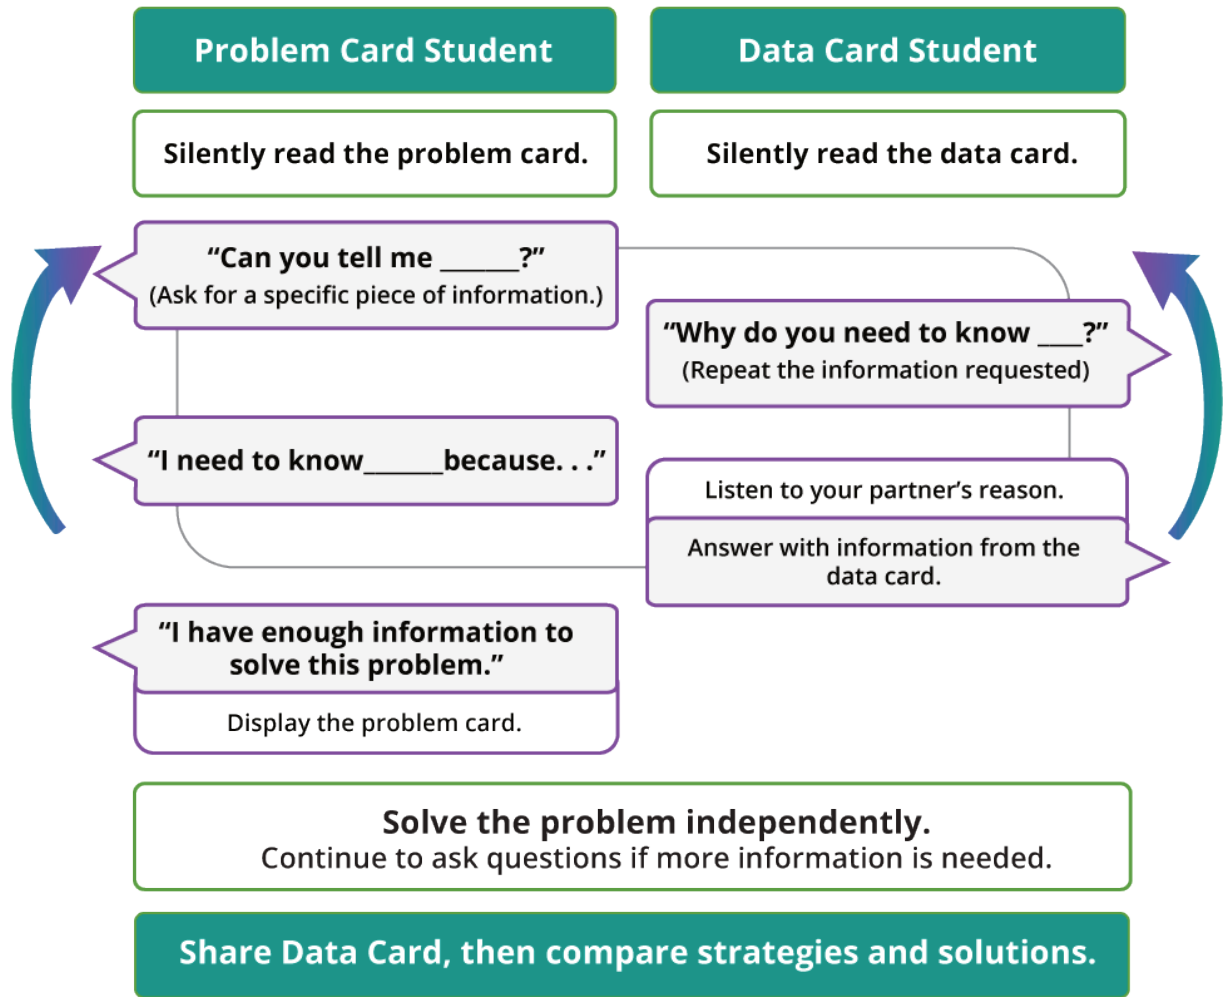 Problem Card Student
Data Card Student
Silently read the problem card.
Silently read the data card.
“Can you tell me ______?”
(Ask for a specific piece of information.)
“Why do you need to know ___?”
(Repeat the information requested)
“I need to know______because. . .”
Listen to your partner’s reason.
Answer with information from the
data card.
“I have enough information to
solve this problem.”
Display the problem card.
Solve the problem independently.
Continue to ask questions if more information is needed.
Share Data Card, then compare strategies and solutions.